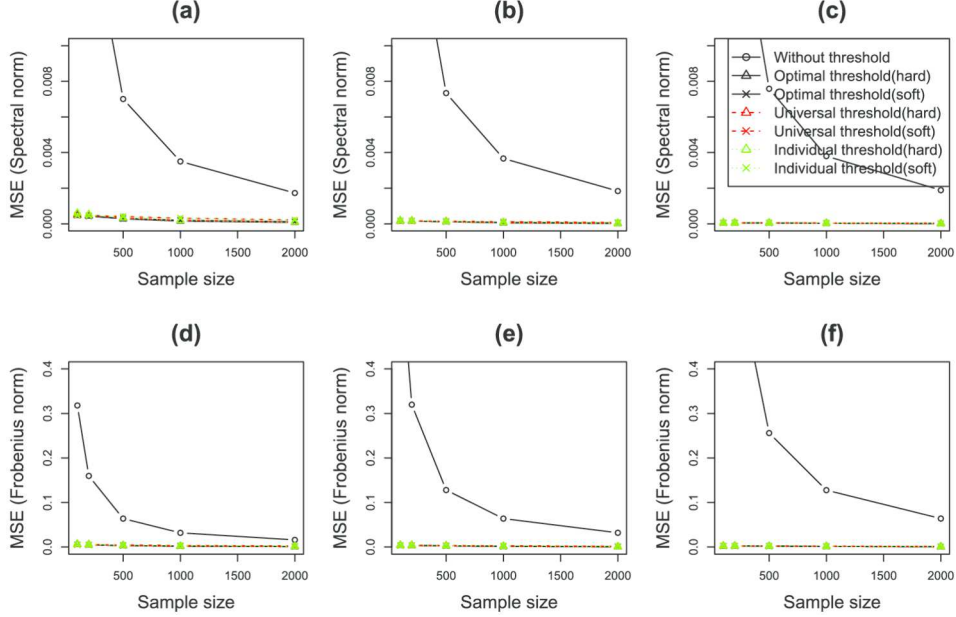 (a)
MSE (Spectral norm)
0.000 0.004 0.008
500 1000 1500 2000
Sample size
(b)
MSE (Spectral norm)
0.000 0.004 0.008
500 1000 1500 2000
Sample size
(c)
MSE (Spectral norm)
0.000 0.004 0.008
Without threshold
Optimal threshold(hard)
Optimal threshold(soft)
Universal threshold(hard)
Universal threshold(soft)
Individual threshold(hard)
Individual threshold(soft)
500 1000 1500 2000
Sample size
(d)
MSE (Frobenius norm)
0.0 0.1 0.2 0.3 0.4
500 1000 1500 2000
Sample size
(e)
MSE (Frobenius norm)
0.0 0.1 0.2 0.3 0.4
500 1000 1500 2000
Sample size
(f)
MSE (Frobenius norm)
0.0 0.1 0.2 0.3 0.4
500 1000 1500 2000
Sample size